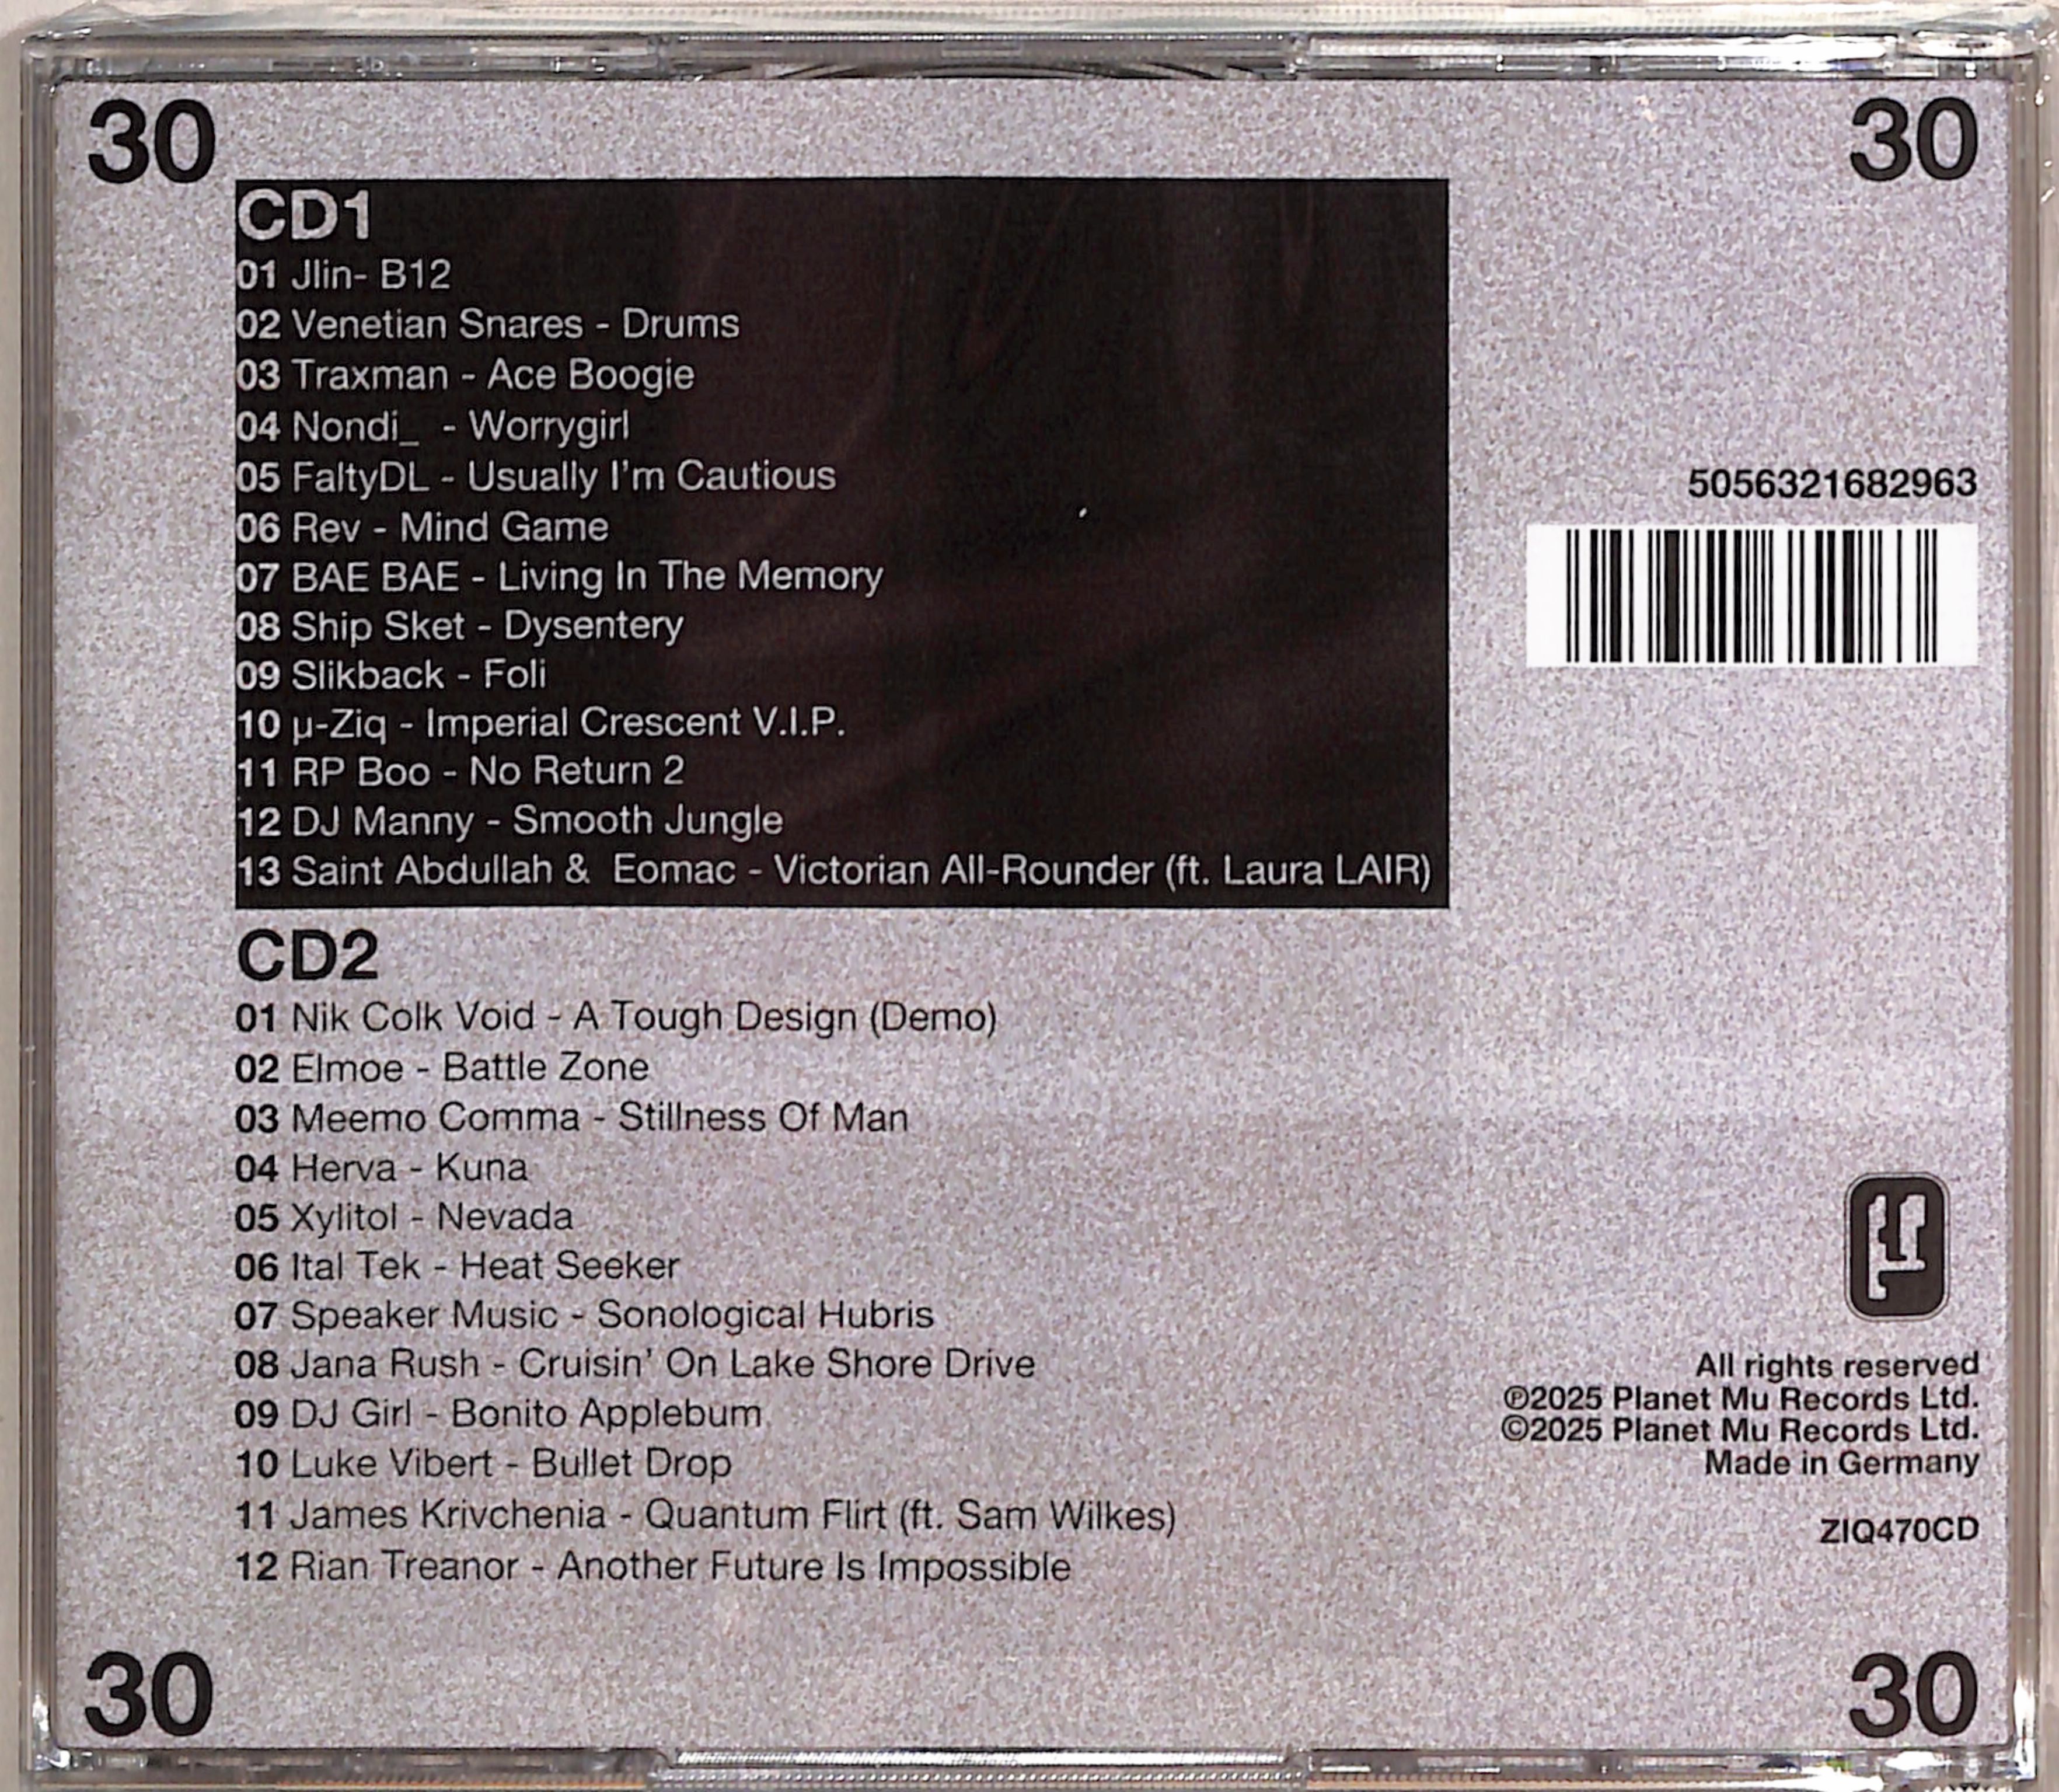 30
30
CD1
01 Jlin- B12
02 Venetian Snares - Drums
03 Traxman - Ace Boogie
04 Nondi_ - Worrygirl
05 FaltyDL - Usually I'm Cautious
06 Rev - Mind Game
07 BAE BAE - Living In The Memory
08 Ship Sket - Dysentery
09 Slikback - Foli
10 µ-Ziq - Imperial Crescent V.I.P.
11 RP Boo - No Return 2
12 DJ Manny - Smooth Jungle
13 Saint Abdullah & Eomac - Victorian All-Rounder (ft. Laura LAIR)
CD2
01 Nik Colk Void - A Tough Design (Demo)
02 Elmoe - Battle Zone
03 Meemo Comma - Stillness Of Man
04 Herva - Kuna
05 Xylitol - Nevada
06 Ital Tek - Heat Seeker
07 Speaker Music - Sonological Hubris
08 Jana Rush - Cruisin' On Lake Shore Drive
09 DJ Girl - Bonito Applebum
10 Luke Vibert - Bullet Drop
11 James Krivchenia - Quantum Flirt (ft. Sam Wilkes)
12 Rian Treanor - Another Future Is Impossible
5056321682963
µ
All rights reserved
℗2025 Planet Mu Records Ltd.
©2025 Planet Mu Records Ltd.
Made in Germany
ZIQ470CD
30
30